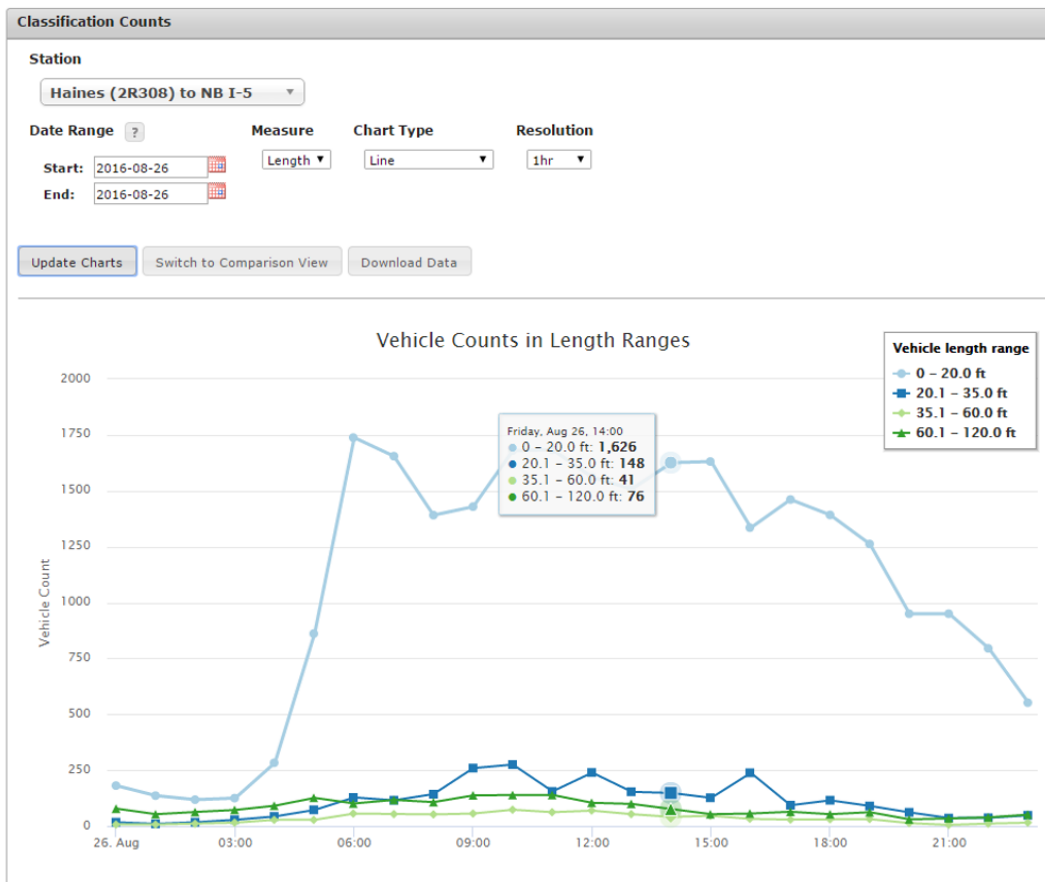 Classification Counts
Station
Haines (2R308) to NB I-5
Date Range ? Measure Chart Type Resolution
Start: 2016-08-26 Length Line 1hr
End: 2016-08-26
Update Charts Switch to Comparison View Download Data
Vehicle Counts in Length Ranges
Vehicle length range
0 – 20.0 ft
20.1 – 35.0 ft
35.1 – 60.0 ft
60.1 – 120.0 ft
Friday, Aug 26, 14:00
0 – 20.0 ft: 1,626
20.1 – 35.0 ft: 148
35.1 – 60.0 ft: 41
60.1 – 120.0 ft: 76
Vehicle Count
2000
1750
1500
1250
1000
750
500
250
0
26. Aug 03:00 06:00 09:00 12:00 15:00 18:00 21:00